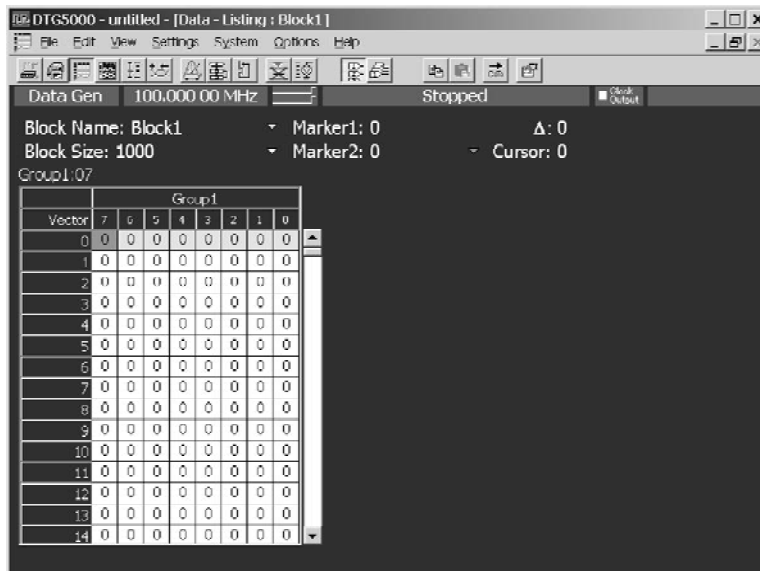 DTG5000 - untitled - [Data - Listing : Block1]
File Edit View Settings System Options Help
Data Gen 100.000 00 MHz Stopped Clock Output
Block Name: Block1 Marker1: 0 Δ: 0
Block Size: 1000 Marker2: 0 Cursor: 0
Group1:07
Group1
Vector 7 6 5 4 3 2 1 0
0 0 0 0 0 0 0 0 0
1 0 0 0 0 0 0 0 0
2 0 0 0 0 0 0 0 0
3 0 0 0 0 0 0 0 0
4 0 0 0 0 0 0 0 0
5 0 0 0 0 0 0 0 0
6 0 0 0 0 0 0 0 0
7 0 0 0 0 0 0 0 0
8 0 0 0 0 0 0 0 0
9 0 0 0 0 0 0 0 0
10 0 0 0 0 0 0 0 0
11 0 0 0 0 0 0 0 0
12 0 0 0 0 0 0 0 0
13 0 0 0 0 0 0 0 0
14 0 0 0 0 0 0 0 0